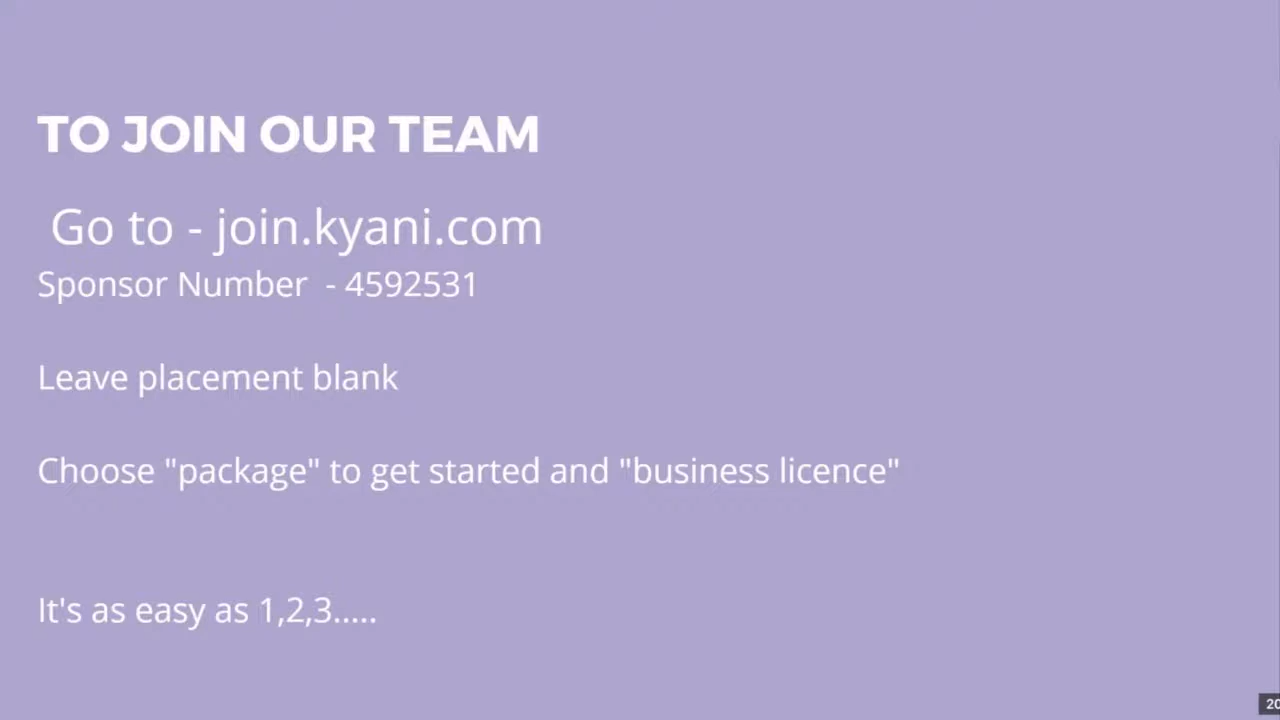 TO JOIN OUR TEAM
Go to - join.kyani.com
Sponsor Number - 4592531
Leave placement blank
Choose "package" to get started and "business licence"
It's as easy as 1,2,3.....
20